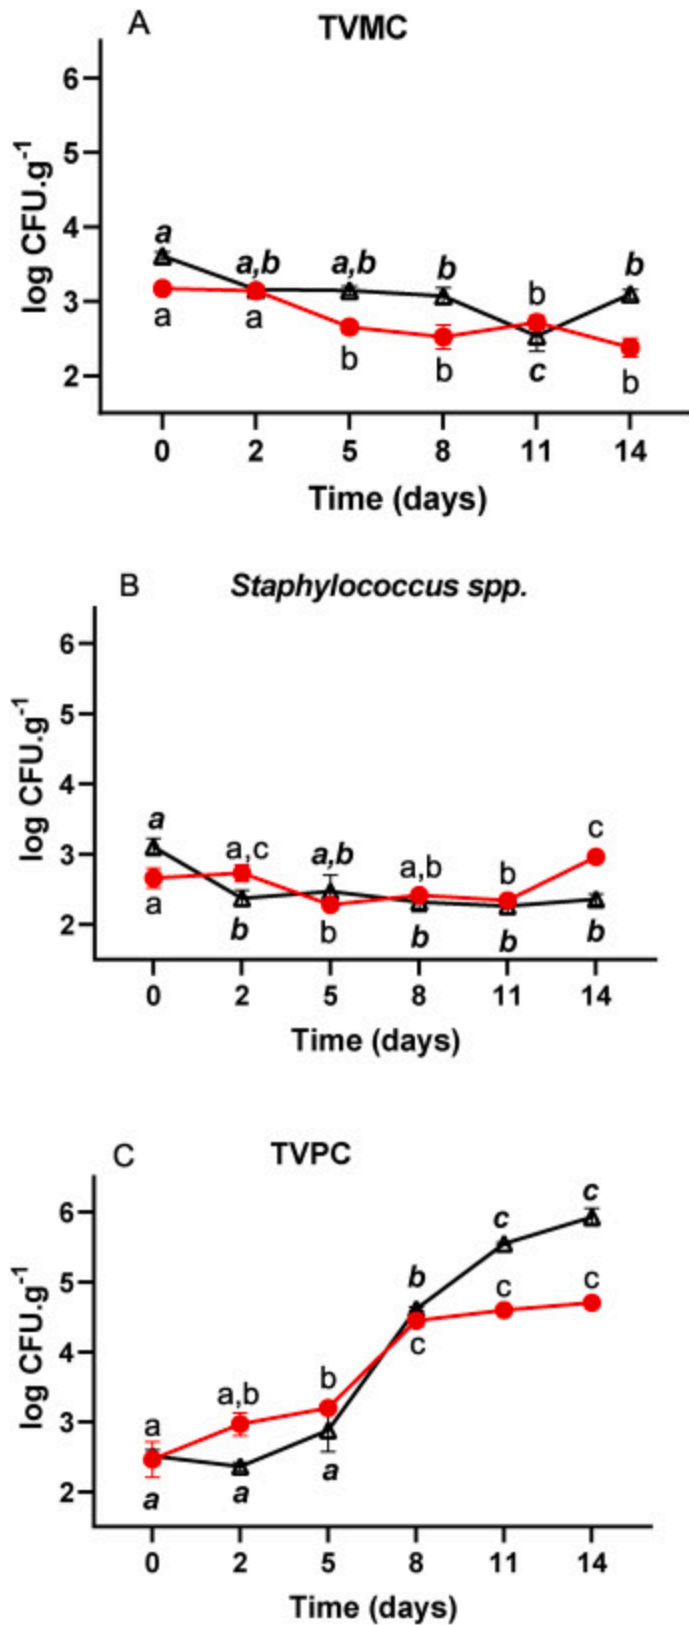 A TVMC
log CFU.g-1
6
5
4
3
2
a a,b a,b b b b
a a b b c b
0 2 5 8 11 14
Time (days)
B Staphylococcus spp.
log CFU.g-1
6
5
4
3
2
a a,c a,b a,b b c
a b b b b b
0 2 5 8 11 14
Time (days)
C TVPC
log CFU.g-1
6
5
4
3
2
a a,b b b c c
a a a c c c
0 2 5 8 11 14
Time (days)